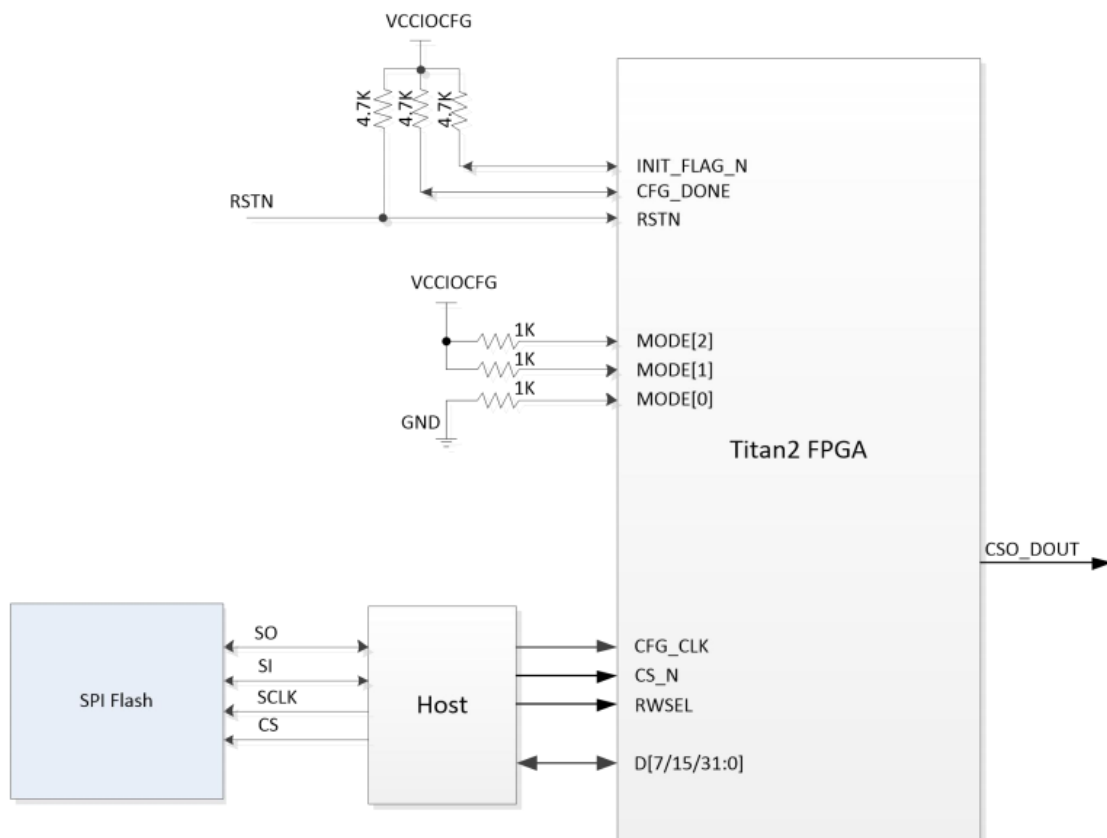 VCCIOCFG
4.7K
4.7K
4.7K
INIT_FLAG_N
CFG_DONE
RSTN
RSTN
VCCIOCFG
1K
MODE[2]
1K
MODE[1]
1K
MODE[0]
GND
Titan2 FPGA
CSO_DOUT
SO
CFG_CLK
SI
CS_N
SPI Flash
SCLK
Host
RWSEL
CS
D[7/15/31:0]